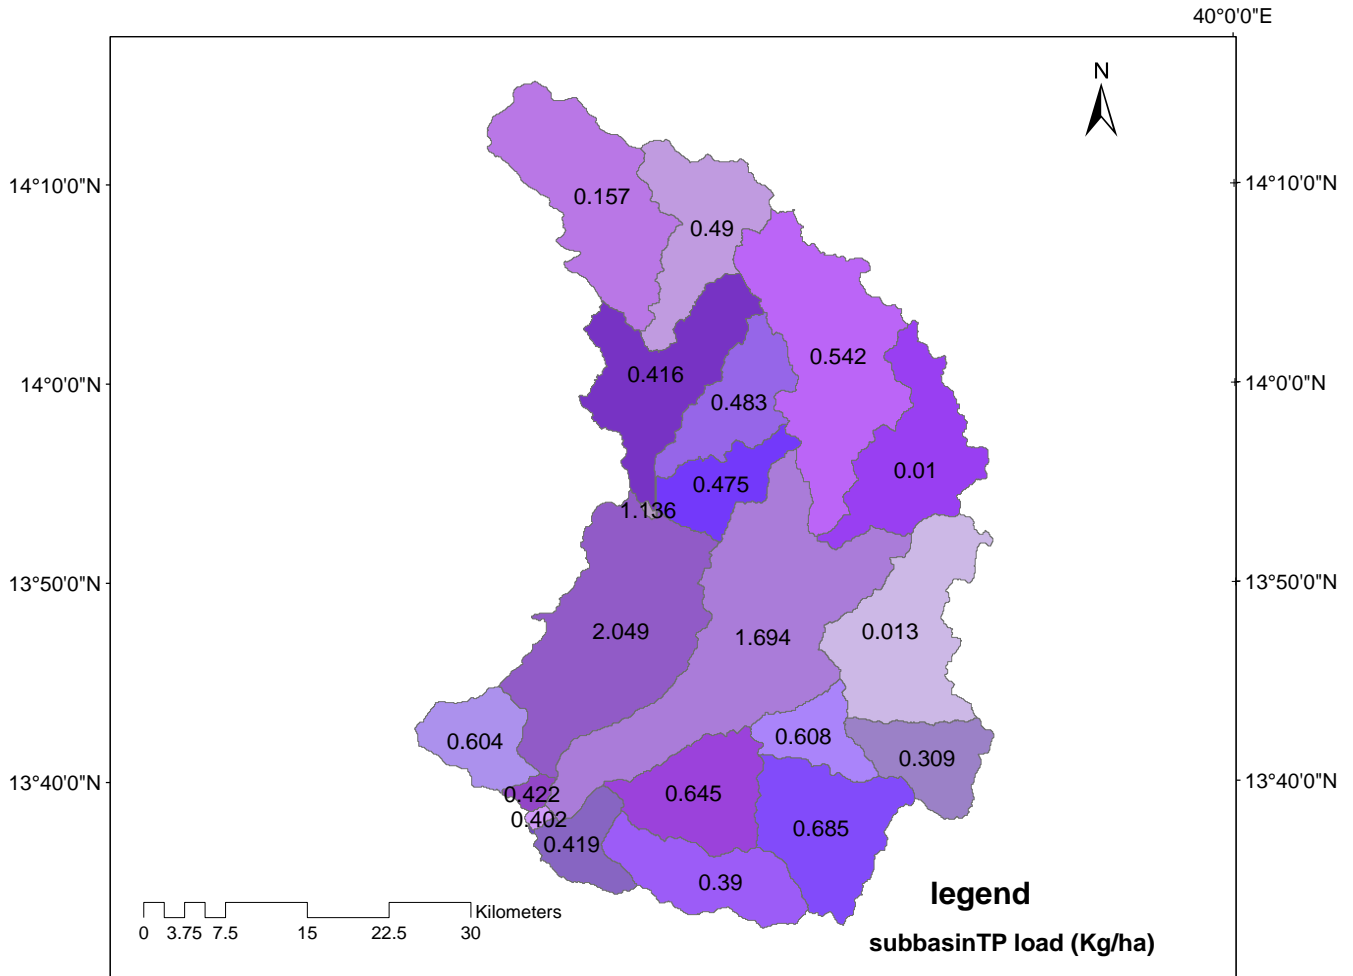 40°0'0"E
N
14°10'0"N
14°10'0"N
0.157
0.49
0.542
0.416
14°0'0"N
14°0'0"N
0.483
0.01
0.475
1.136
13°50'0"N
13°50'0"N
2.049
1.694
0.013
0.604
0.608
0.309
13°40'0"N
13°40'0"N
0.422
0.645
0.402
0.685
0.419
0.39
legend
Kilometers
0 3.75 7.5 15 22.5 30
subbasinTP load (Kg/ha)